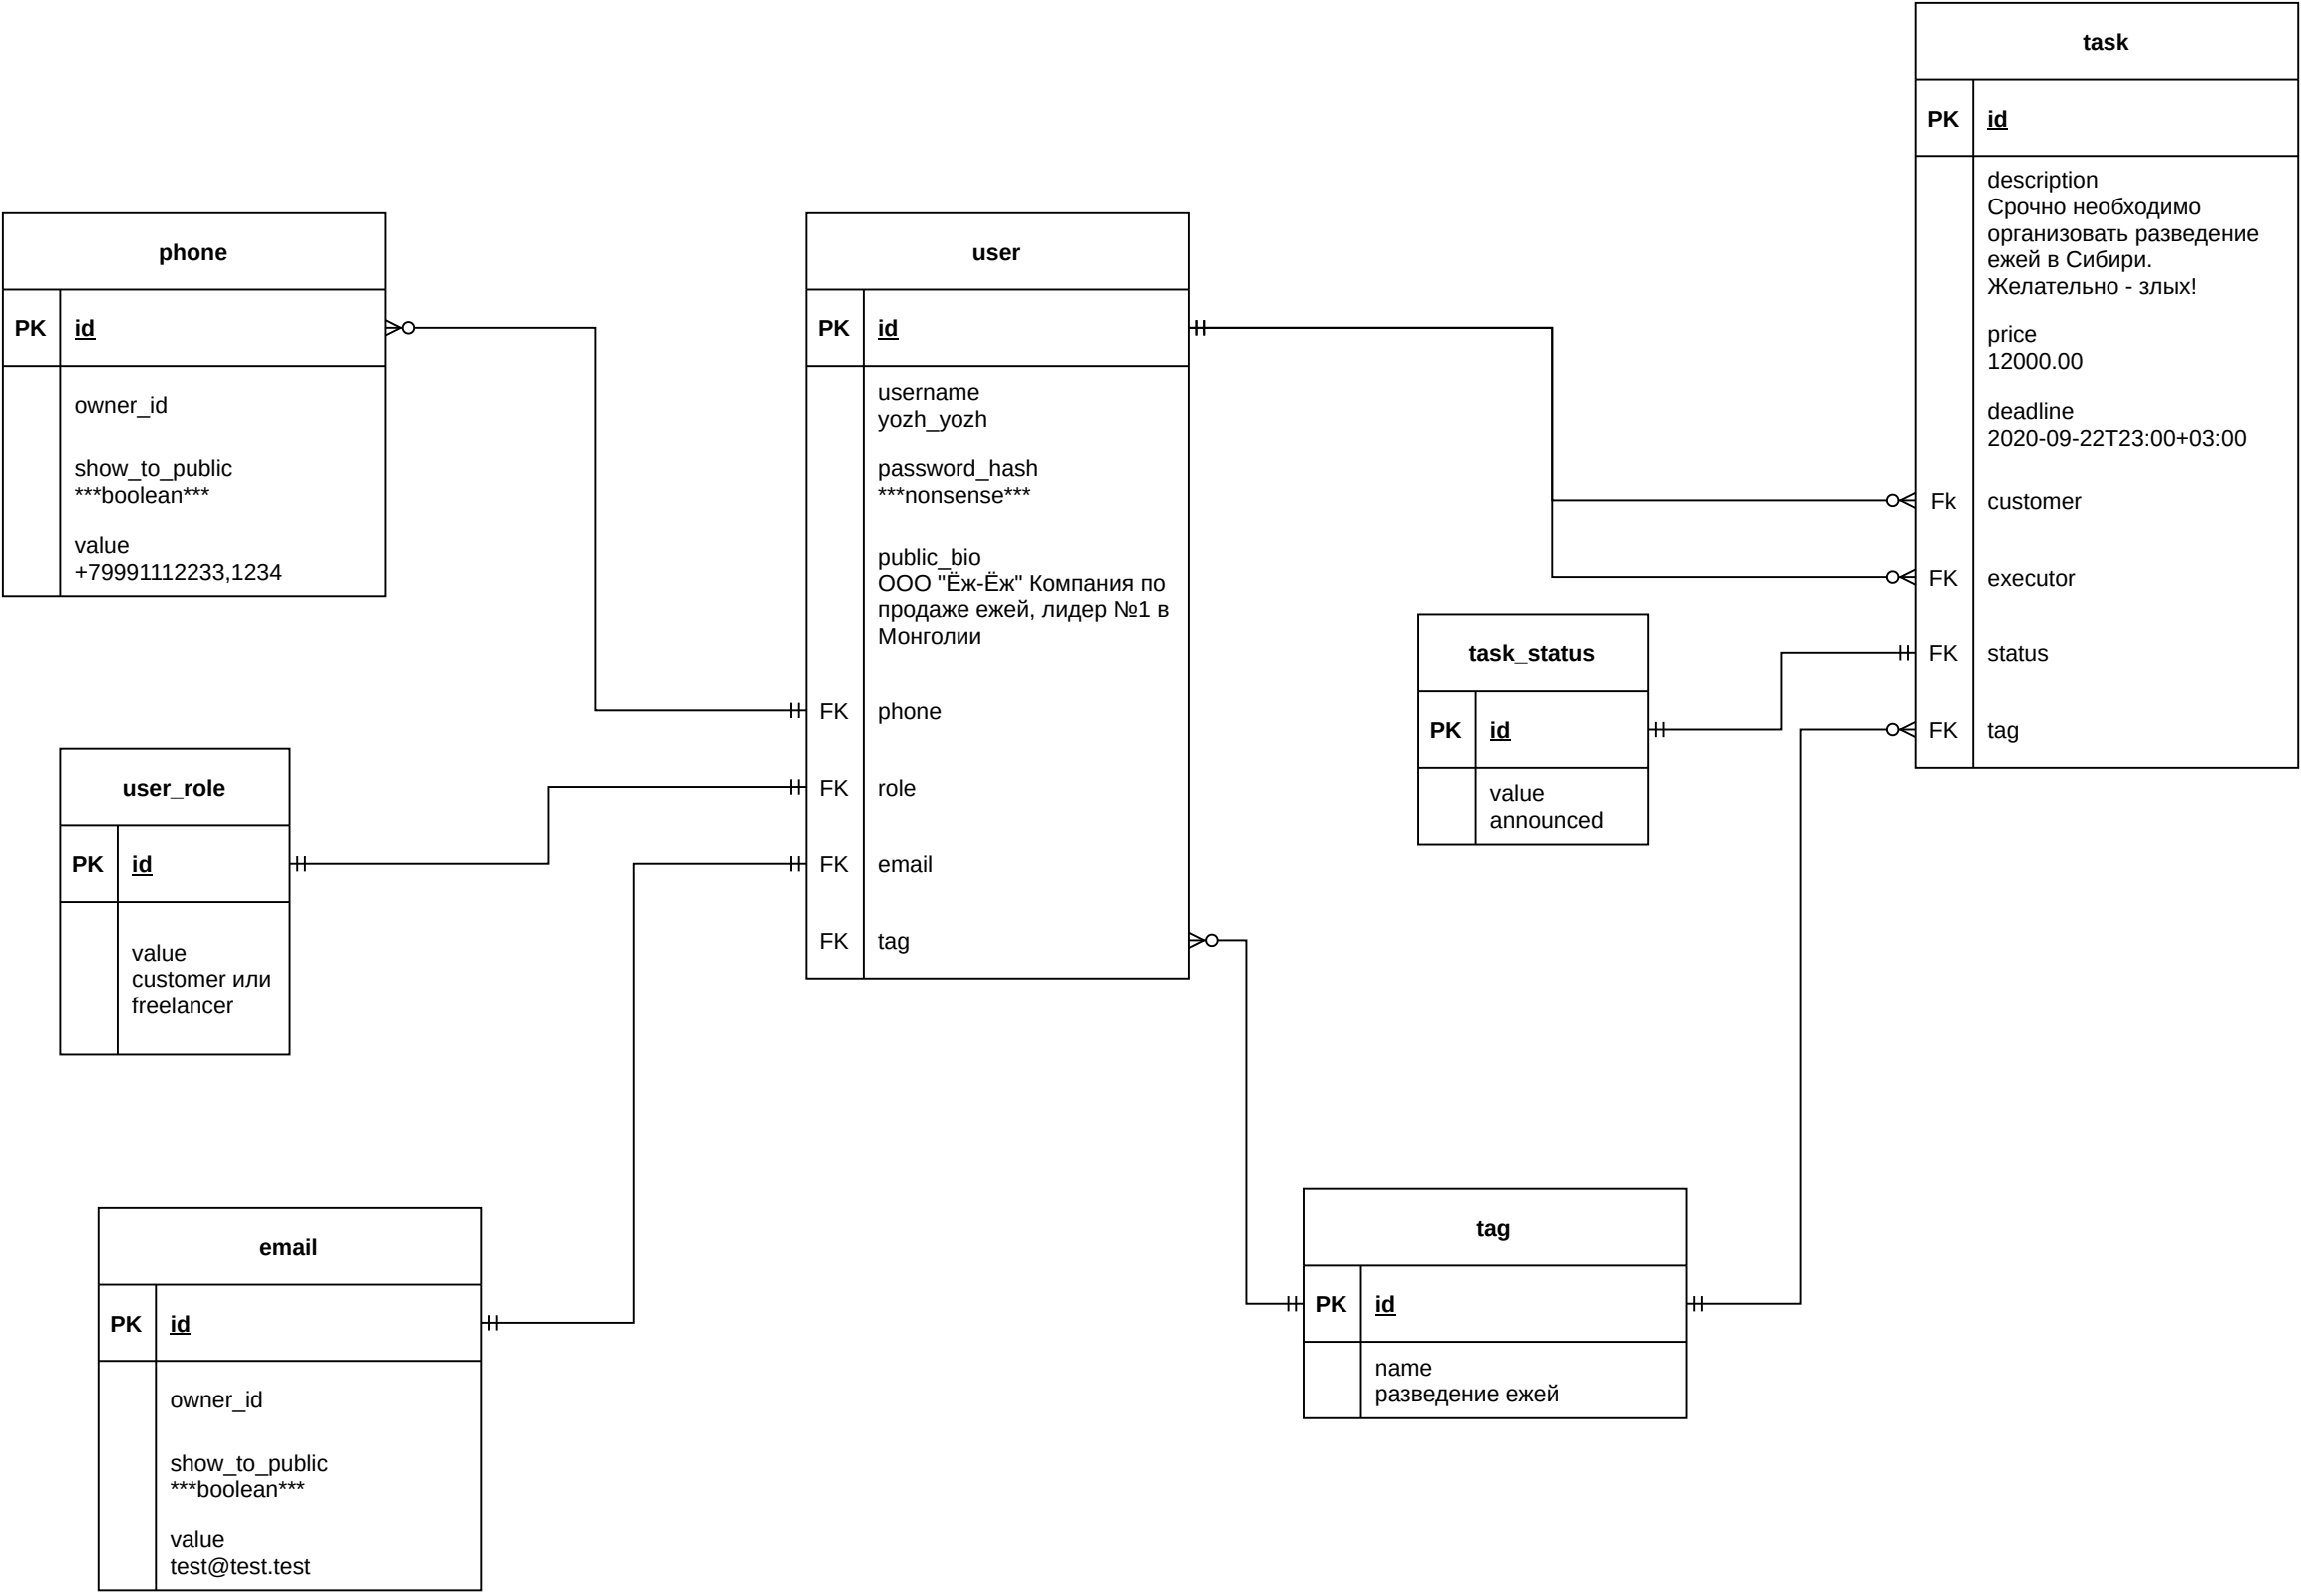 task
PK id
description
Срочно необходимо
организовать разведение
ежей в Сибири.
Желательно - злых!
price
12000.00
deadline
2020-09-22T23:00+03:00
Fk customer
FK executor
FK status
FK tag
phone
PK id
owner_id
show_to_public
***boolean***
value
+79991112233,1234
user
PK id
username
yozh_yozh
password_hash
***nonsense***
public_bio
ООО "Ёж-Ёж" Компания по
продаже ежей, лидер №1 в
Монголии
FK phone
FK role
FK email
FK tag
task_status
PK id
value
announced
user_role
PK id
value
customer или
freelancer
email
PK id
owner_id
show_to_public
***boolean***
value
test@test.test
tag
PK id
name
разведение ежей